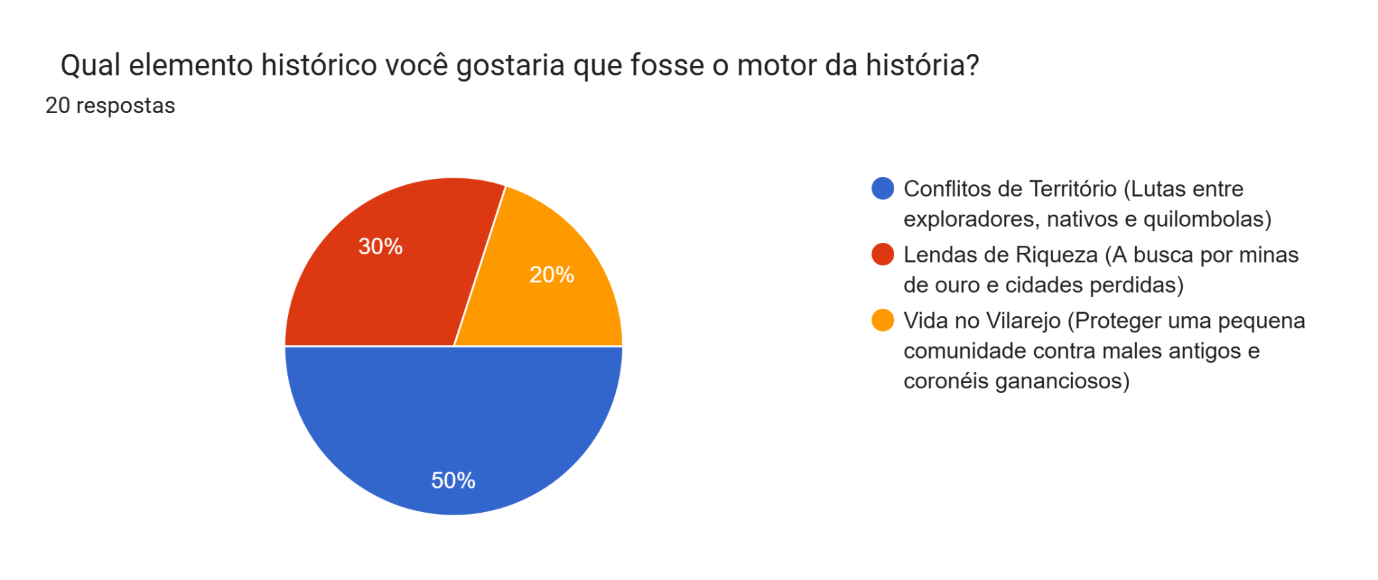 Qual elemento histórico você gostaria que fosse o motor da história?
20 respostas
30%
20%
50%
Conflitos de Território (Lutas entre
exploradores, nativos e quilombolas)
Lendas de Riqueza (A busca por minas
de ouro e cidades perdidas)
Vida no Vilarejo (Proteger uma pequena
comunidade contra males antigos e
coronéis gananciosos)